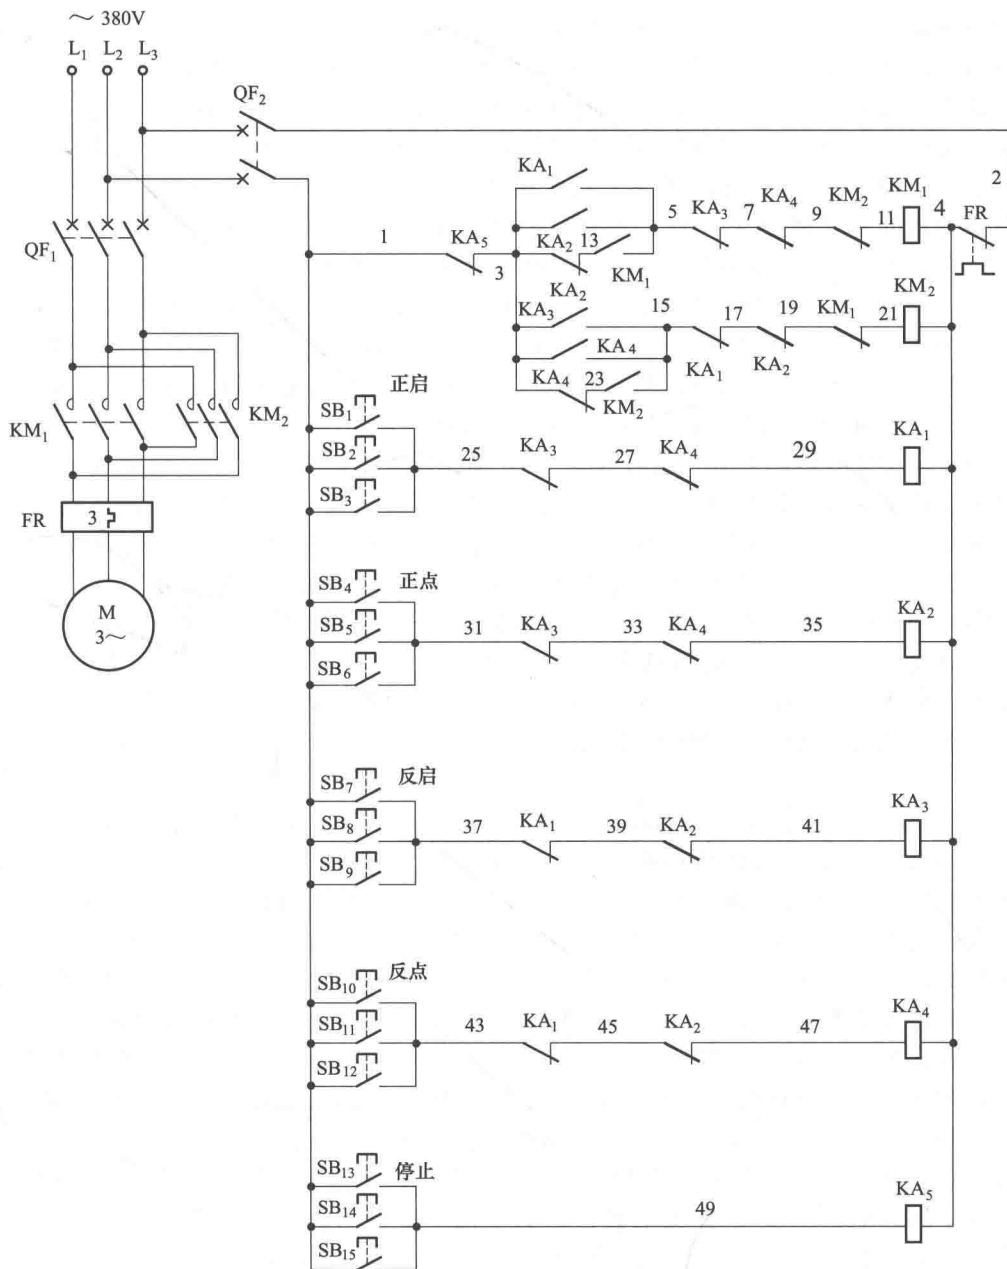 ～ 380V
L₁ L₂ L₃
QF₂
KA₁
2
KM₁
5 KA₃ 7 KA₄ 9 KM₂ 11 4 FR
1 KA₅ 3 KA₂ 13 KM₁
QF₁
KA₂
KM₂
KA₃ 15 17 19 KM₁ 21
KA₄ KA₁ KA₂
KA₄ 23 KM₂
正启
SB₁
KM₁ KM₂
SB₂ 25 KA₃ 27 KA₄ 29 KA₁
SB₃
FR 3
SB₄ 正点
M
3～
SB₅ 31 KA₃ 33 KA₄ 35 KA₂
SB₆
SB₇ 反启
SB₈ 37 KA₁ 39 KA₂ 41 KA₃
SB₉
SB₁₀ 反点
SB₁₁ 43 KA₁ 45 KA₂ 47 KA₄
SB₁₂
SB₁₃ 停止
SB₁₄ 49 KA₅
SB₁₅